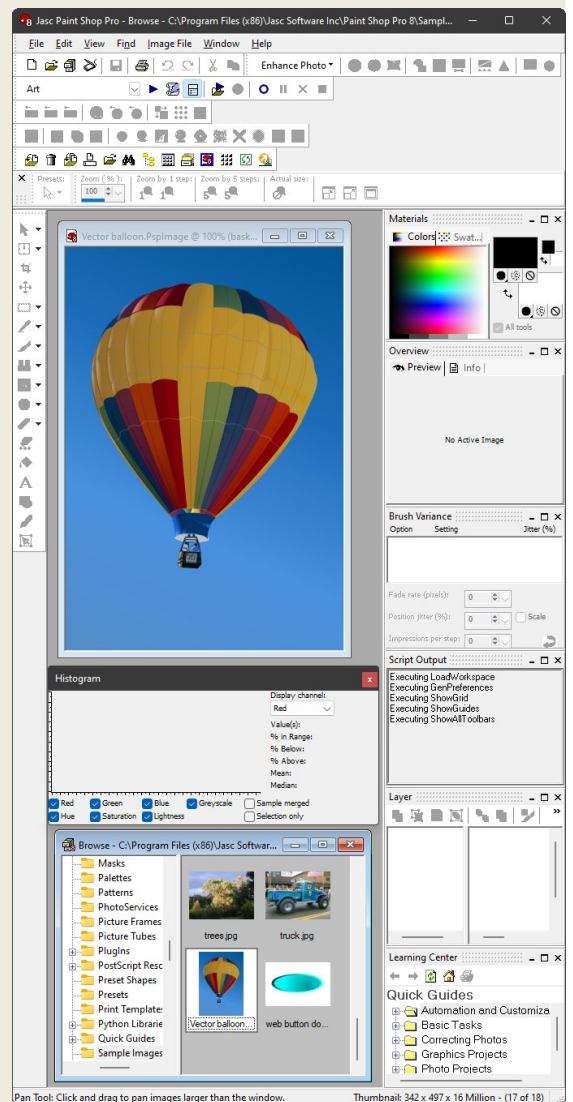 Jasc Paint Shop Pro - Browse - C:\Program Files (x86)\Jasc Software Inc\Paint Shop Pro 8\Sampl...
File Edit View Find Image File Window Help
Enhance Photo
Art
Presets: Zoom ( % ): Zoom by 1 step: Zoom by 5 steps: Actual size:
100
Vector balloon.PspImage @ 100% (bask...
Materials
Colors Swat...
All tools
Overview
Preview Info
No Active Image
Brush Variance
Option Setting Jitter (%)
Fade rate (pixels): 0
Position jitter (%): 0 Scale
Impressions per step: 0
Script Output
Executing LoadWorkspace
Executing GenPreferences
Executing ShowGrid
Executing ShowGuides
Executing ShowAllToolbars
Histogram
Display channel:
Red
Value(s):
% in Range:
% Below:
% Above:
Mean:
Median:
Red Green Blue Greyscale Sample merged
Hue Saturation Lightness Selection only
Layer
Browse - C:\Program Files (x86)\Jasc Softwar...
Masks
Palettes
Patterns
PhotoServices
Picture Frames
Picture Tubes
PlugIns
PostScript Resc
Preset Shapes
Presets
Print Template
Python Librarie
Quick Guides
Sample Images
trees.jpg truck.jpg
Vector balloon... web button do...
Learning Center
Quick Guides
Automation and Customiza
Basic Tasks
Correcting Photos
Graphics Projects
Photo Projects
Pan Tool: Click and drag to pan images larger than the window. Thumbnail: 342 x 497 x 16 Million - (17 of 18)